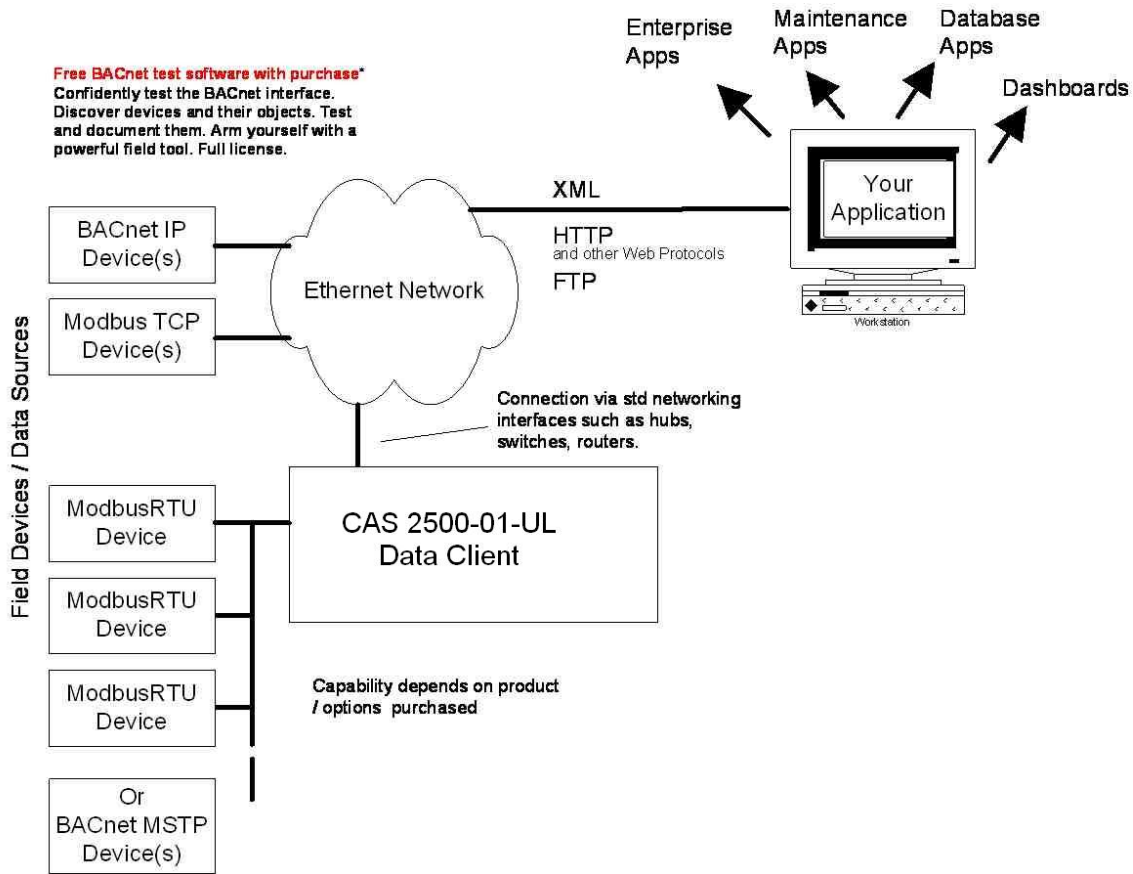 Enterprise
Apps
Maintenance
Apps
Database
Apps
Dashboards
Free BACnet test software with purchase*
Confidently test the BACnet interface.
Discover devices and their objects. Test
and document them. Arm yourself with a
powerful field tool. Full license.
XML
HTTP
and other Web Protocols
FTP
Your
Application
Workstation
BACnet IP
Device(s)
Ethernet Network
Modbus TCP
Device(s)
Field Devices / Data Sources
Connection via std networking
interfaces such as hubs,
switches, routers.
ModbusRTU
Device
CAS 2500-01-UL
Data Client
ModbusRTU
Device
ModbusRTU
Device
Capability depends on product
/ options purchased
Or
BACnet MSTP
Device(s)